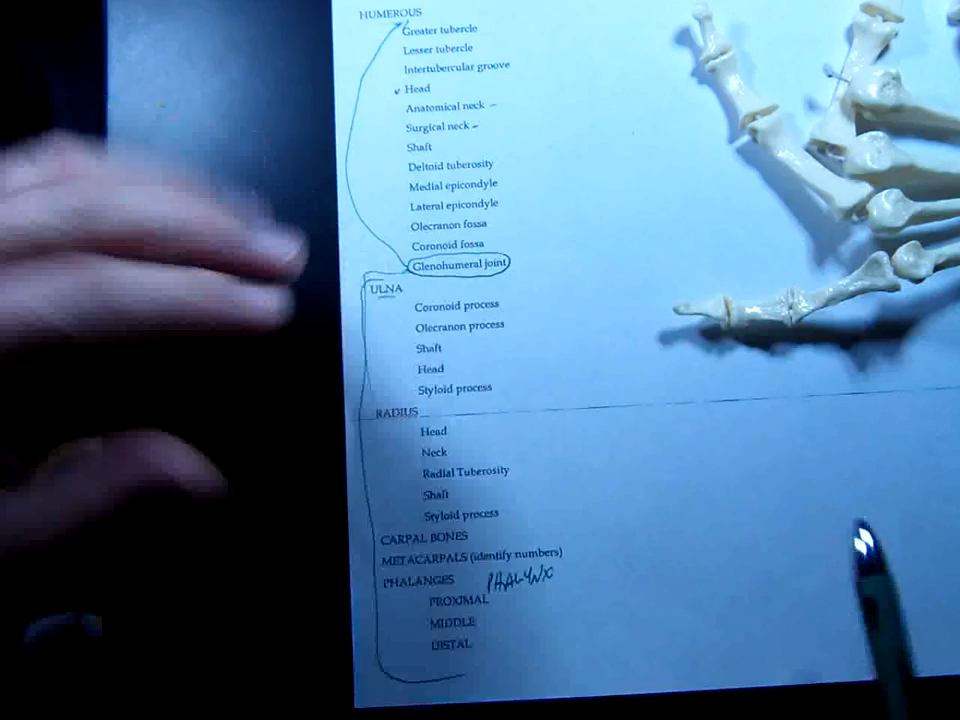 HUMEROUS
Greater tubercle
Lesser tubercle
Intertubercular groove
Head
Anatomical neck
Surgical neck
Shaft
Deltoid tuberosity
Medial epicondyle
Lateral epicondyle
Olecranon fossa
Coronoid fossa
Glenohumeral joint
ULNA
Coronoid process
Olecranon process
Shaft
Head
Styloid process
RADIUS
Head
Neck
Radial Tuberosity
Shaft
Styloid process
CARPAL BONES
METACARPALS (identify numbers)
PHALANGES PHALYNX
PROXIMAL
MIDDLE
DISTAL